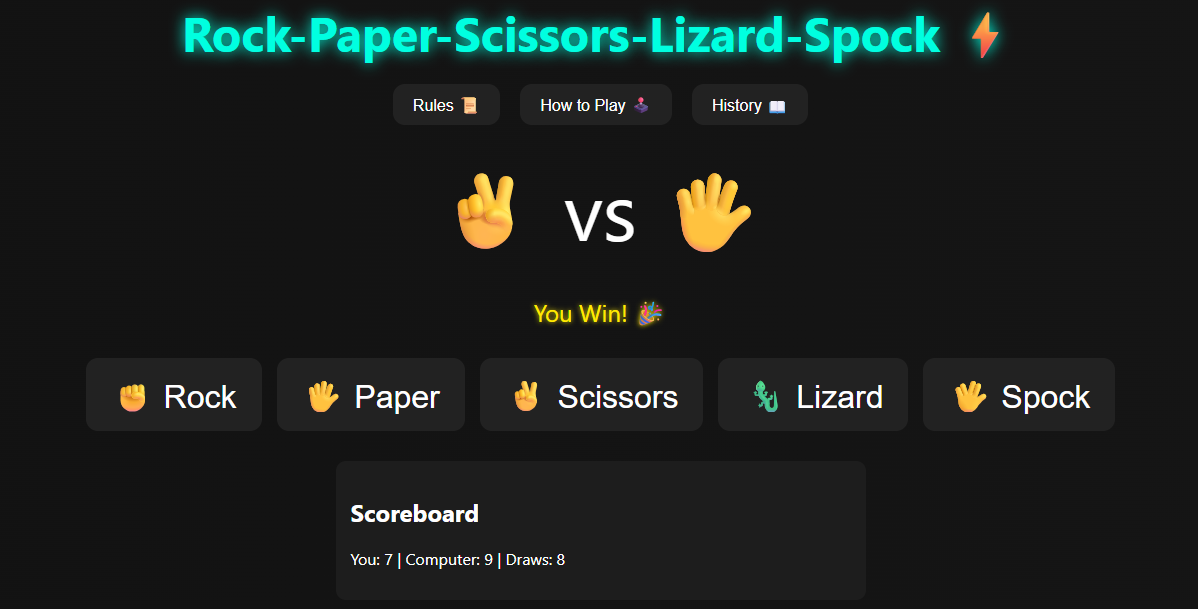 Rock-Paper-Scissors-Lizard-Spock ⚡
Rules 📜 How to Play 🕹️ History 📖
VS
You Win! 🎉
✊ Rock 🖐️ Paper ✌️ Scissors 🦎 Lizard 🖖 Spock
Scoreboard
You: 7 | Computer: 9 | Draws: 8